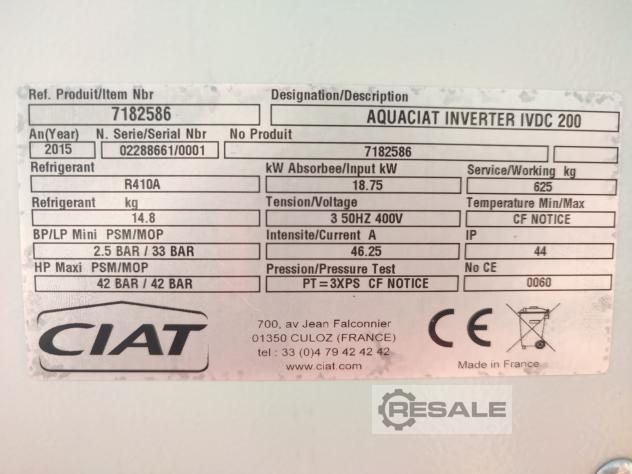 Ref. Produit/Item Nbr Designation/Description
7182586 AQUACIAT INVERTER IVDC 200
An(Year) N. Serie/Serial Nbr No Produit
2015 02288661/0001 7182586
Refrigerant kW Absorbee/Input kW Service/Working kg
R410A 18.75 625
Refrigerant kg Tension/Voltage Temperature Min/Max
14.8 3 50HZ 400V CF NOTICE
BP/LP Mini PSM/MOP Intensite/Current A IP
2.5 BAR / 33 BAR 46.25 44
HP Maxi PSM/MOP Pression/Pressure Test No CE
42 BAR / 42 BAR PT=3XPS CF NOTICE 0060
CIAT
700, av Jean Falconnier
01350 CULOZ (FRANCE)
tel : 33 (0)4 79 42 42 42
www.ciat.com
CE
Made in France
RESALE